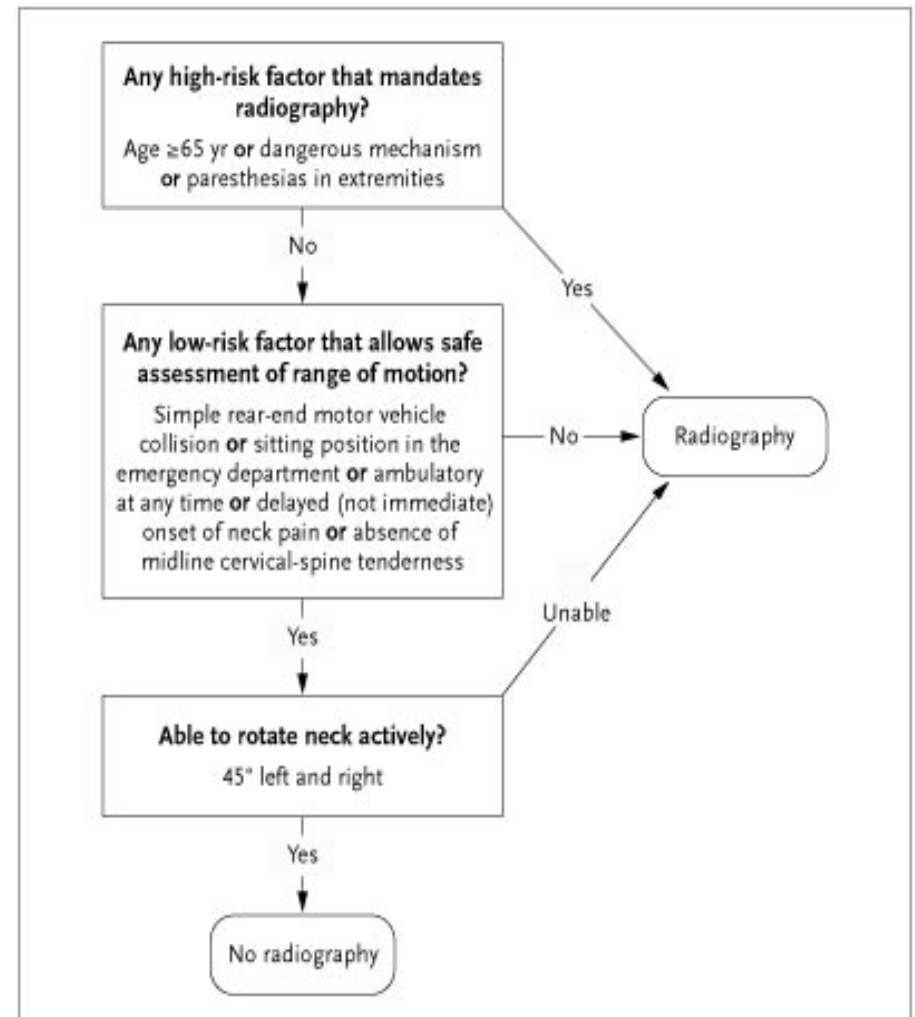 Any high-risk factor that mandates
radiography?
Age ≥65 yr or dangerous mechanism
or paresthesias in extremities
No
Yes
Any low-risk factor that allows safe
assessment of range of motion?
Simple rear-end motor vehicle
collision or sitting position in the
emergency department or ambulatory
at any time or delayed (not immediate)
onset of neck pain or absence of
midline cervical-spine tenderness
No
Radiography
Unable
Yes
Able to rotate neck actively?
45° left and right
Yes
No radiography